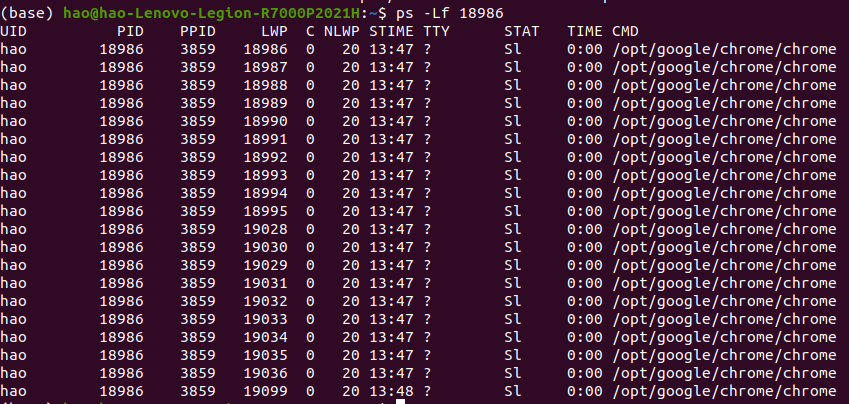 (base) hao@hao-Lenovo-Legion-R7000P2021H:~$ ps -Lf 18986
UID PID PPID LWP C NLWP STIME TTY STAT TIME CMD
hao 18986 3859 18986 0 20 13:47 ? Sl 0:00 /opt/google/chrome/chrome
hao 18986 3859 18987 0 20 13:47 ? Sl 0:00 /opt/google/chrome/chrome
hao 18986 3859 18988 0 20 13:47 ? Sl 0:00 /opt/google/chrome/chrome
hao 18986 3859 18989 0 20 13:47 ? Sl 0:00 /opt/google/chrome/chrome
hao 18986 3859 18990 0 20 13:47 ? Sl 0:00 /opt/google/chrome/chrome
hao 18986 3859 18991 0 20 13:47 ? Sl 0:00 /opt/google/chrome/chrome
hao 18986 3859 18992 0 20 13:47 ? Sl 0:00 /opt/google/chrome/chrome
hao 18986 3859 18993 0 20 13:47 ? Sl 0:00 /opt/google/chrome/chrome
hao 18986 3859 18994 0 20 13:47 ? Sl 0:00 /opt/google/chrome/chrome
hao 18986 3859 18995 0 20 13:47 ? Sl 0:00 /opt/google/chrome/chrome
hao 18986 3859 19028 0 20 13:47 ? Sl 0:00 /opt/google/chrome/chrome
hao 18986 3859 19030 0 20 13:47 ? Sl 0:00 /opt/google/chrome/chrome
hao 18986 3859 19029 0 20 13:47 ? Sl 0:00 /opt/google/chrome/chrome
hao 18986 3859 19031 0 20 13:47 ? Sl 0:00 /opt/google/chrome/chrome
hao 18986 3859 19032 0 20 13:47 ? Sl 0:00 /opt/google/chrome/chrome
hao 18986 3859 19033 0 20 13:47 ? Sl 0:00 /opt/google/chrome/chrome
hao 18986 3859 19034 0 20 13:47 ? Sl 0:00 /opt/google/chrome/chrome
hao 18986 3859 19035 0 20 13:47 ? Sl 0:00 /opt/google/chrome/chrome
hao 18986 3859 19036 0 20 13:47 ? Sl 0:00 /opt/google/chrome/chrome
hao 18986 3859 19099 0 20 13:48 ? Sl 0:00 /opt/google/chrome/chrome